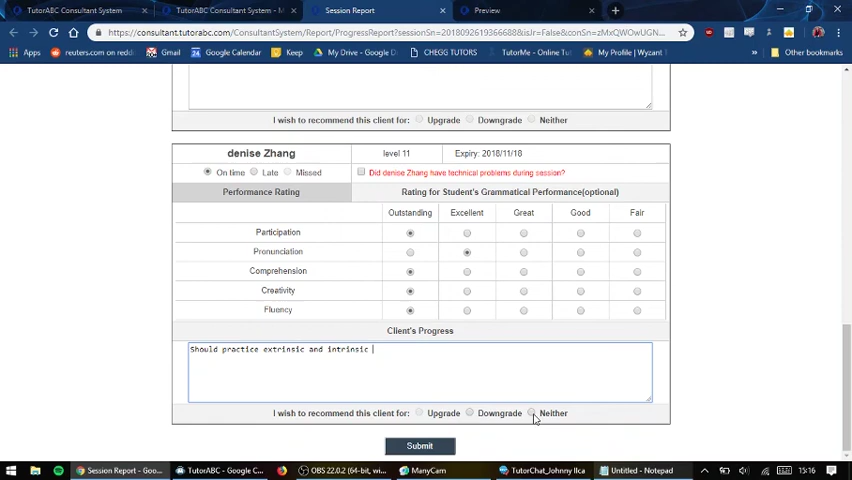 TutorABC Consultant System
TutorABC Consultant System - M
Session Report
Preview
https://www.consultant.tutorabc.com/ConsultantSystem/Report/ProgressReport?sessionSn=2018092619366688&isJr=False&conSn=zMxQWOwUGN
Apps
reuters.com on redd
Gmail
Google Calendar
Keep
My Drive - Google D
CHEGG TUTORS
TutorMe - Online Tut
My Profile | Wyzant
Other bookmarks
I wish to recommend this client for: Upgrade Downgrade Neither
denise Zhang level 11 Expiry: 2018/11/18
On time Late Missed Did denise Zhang have technical problems during session?
Performance Rating Rating for Student's Grammatical Performance(optional)
Outstanding Excellent Great Good Fair
Participation
Pronunciation
Comprehension
Creativity
Fluency
Client's Progress
Should practice extrinsic and intrinsic
I wish to recommend this client for: Upgrade Downgrade Neither
Submit
Session Report - Goo...
TutorABC - Google C...
OBS 22.0.2 (64-bit, wi...
ManyCam
TutorChat_Johnny Ilca
Untitled - Notepad
15:16